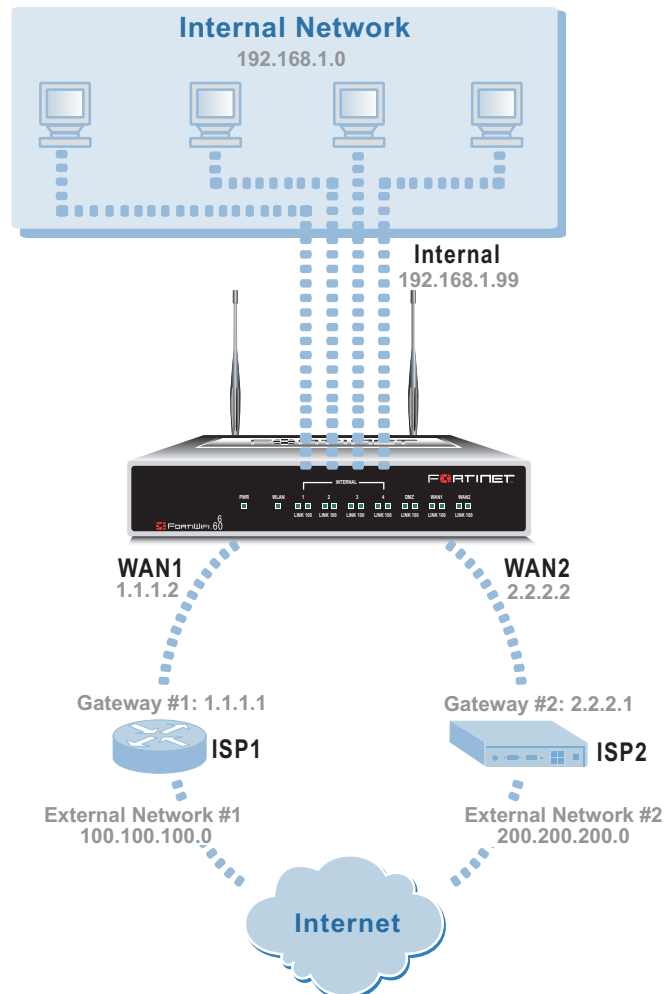 Internal Network
192.168.1.0
Internal
192.168.1.99
FORTINET
INTERNAL
PWR WLAN 1 2 3 4 DMZ WAN1 WAN2
LINK 100 LINK 100 LINK 100 LINK 100 LINK 100 LINK 100 LINK 100
FORTIWIFI 60
6
WAN1
1.1.1.2
WAN2
2.2.2.2
Gateway #1: 1.1.1.1
ISP1
Gateway #2: 2.2.2.1
ISP2
External Network #1
100.100.100.0
External Network #2
200.200.200.0
Internet